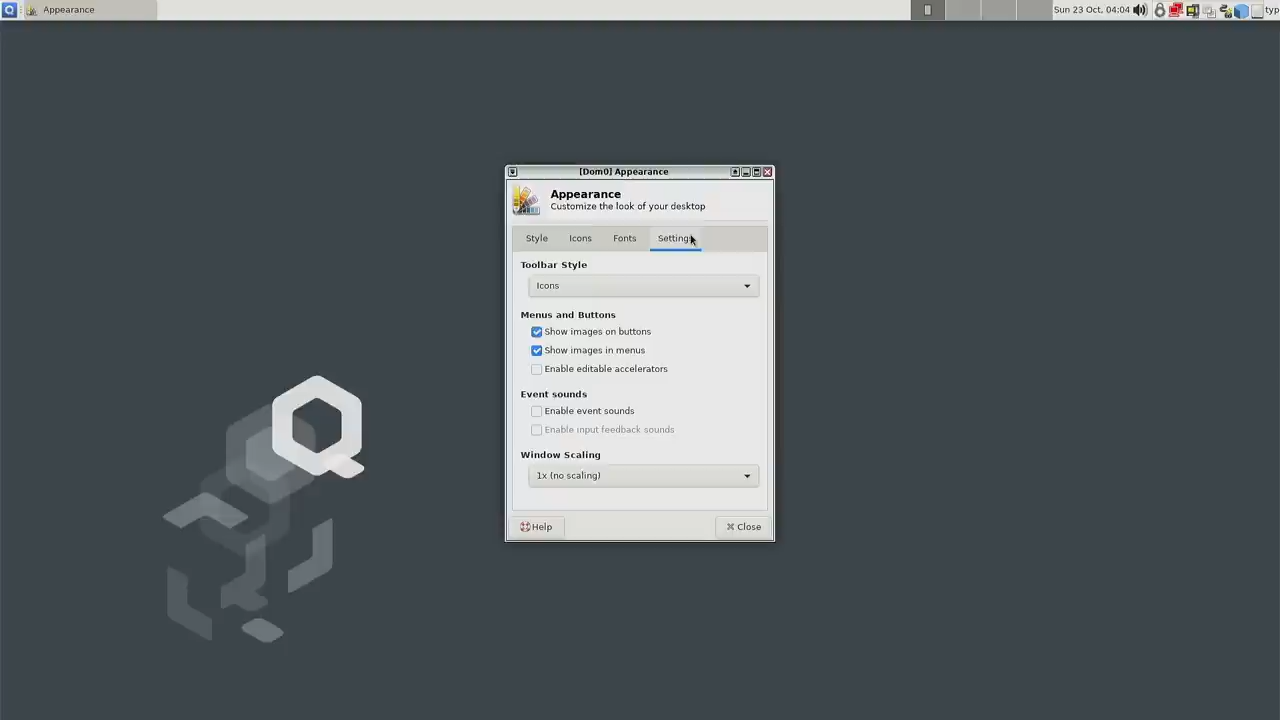 Appearance
Sun 23 Oct, 04:04
typ
[Dom0] Appearance
Appearance
Customize the look of your desktop
Style Icons Fonts Settings
Toolbar Style
Icons
Menus and Buttons
Show images on buttons
Show images in menus
Enable editable accelerators
Event sounds
Enable event sounds
Enable input feedback sounds
Window Scaling
1x (no scaling)
Help Close